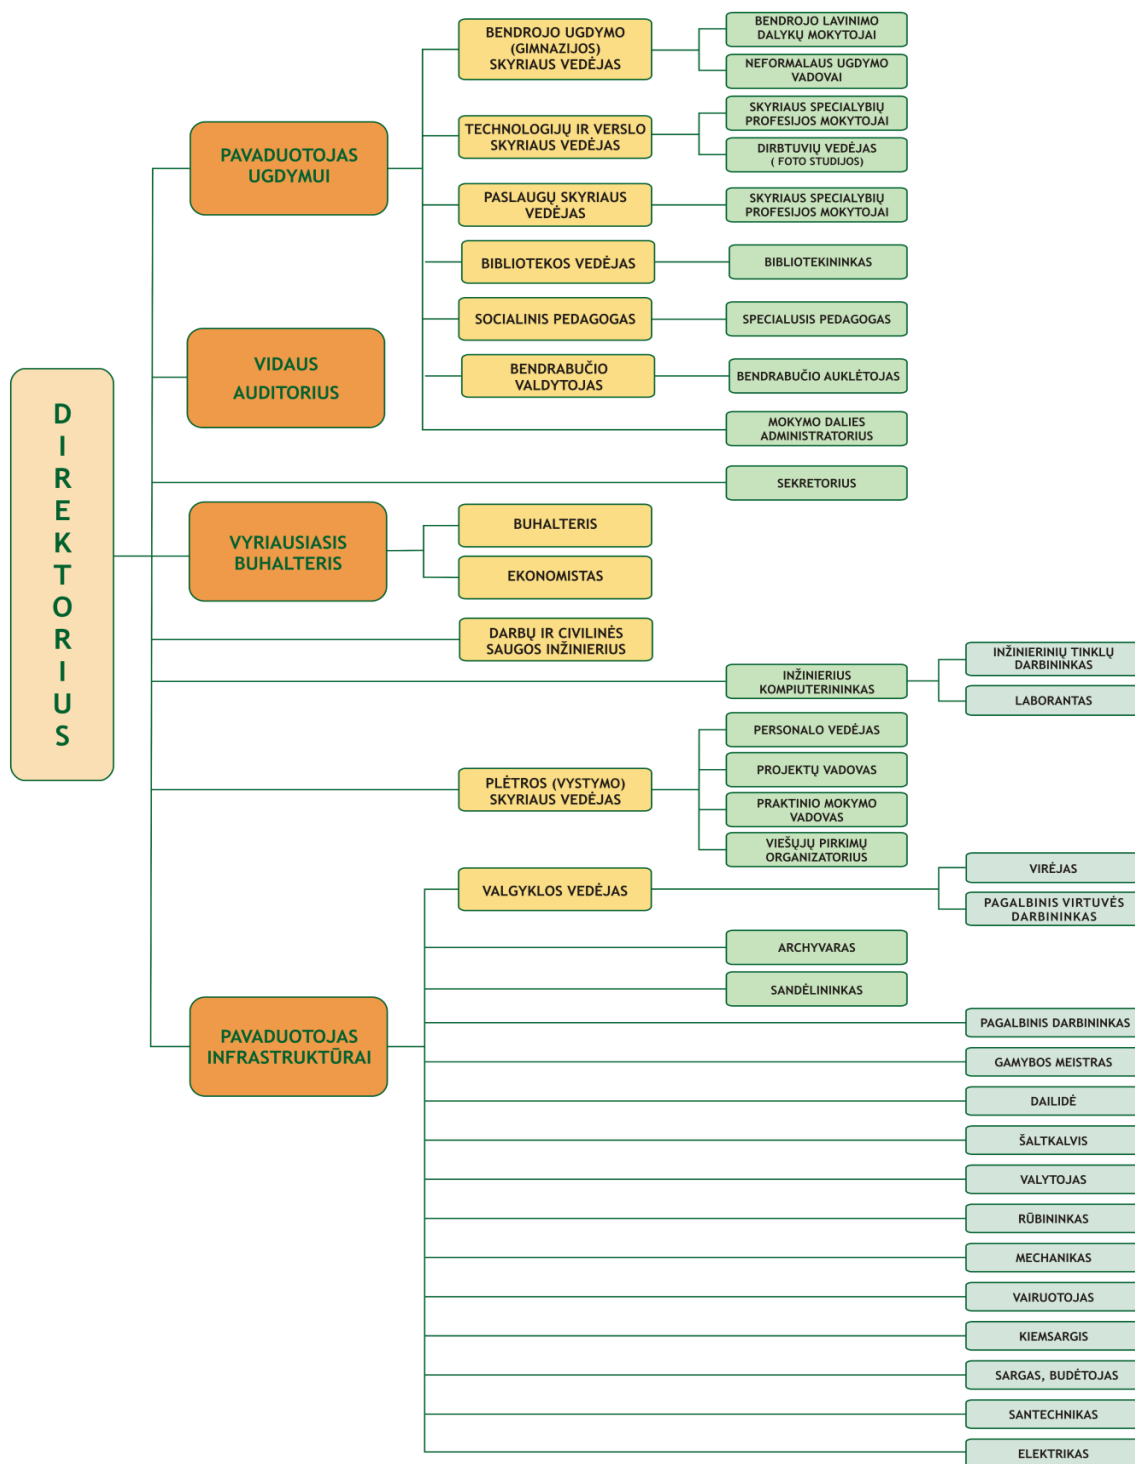 BENDROJO UGDYMO
(GIMNAZIJOS)
SKYRIAUS VEDĖJAS
BENDRO LAVINIMO
DALYKŲ MOKYTOJAI
NEFORMALAUS UGDYMO
VADOVAI
PAVADUOTOJAS
UGDYMUI
TECHNOLOGIJŲ IR VERSLO
SKYRIAUS VEDĖJAS
SKYRIAUS SPECIALYBIŲ
PROFESIJOS MOKYTOJAI
DIRBTUVIŲ VEDĖJAS
( FOTO STUDIJOS)
PASLAUGŲ SKYRIAUS
VEDĖJAS
SKYRIAUS SPECIALYBIŲ
PROFESIJOS MOKYTOJAI
BIBLIOTEKOS VEDĖJAS
BIBLIOTEKININKAS
SOCIALINIS PEDAGOGAS
SPECIALUSIS PEDAGOGAS
BENDRABUČIO
VALDYTOJAS
BENDRABUČIO AUKLĖTOJAS
MOKYMO DALIES
ADMINISTRATORIUS
VIDAUS
AUDITORIUS
DIREKTORIUS
SEKRETORIUS
VYRIAUSIASIS
BUHALTERIS
BUHALTERIS
EKONOMISTAS
DARBŲ IR CIVILINĖS
SAUGOS INŽINIERIUS
INŽINIERIUS
KOMPIUTERININKAS
INŽINIERINIŲ TINKLŲ
DARBININKAS
LABORANTAS
PLĖTROS (VYSTYMO)
SKYRIAUS VEDĖJAS
PERSONALO VEDĖJAS
PROJEKTŲ VADOVAS
PRAKTINIO MOKYMO
VADOVAS
VIEŠŲJŲ PIRKIMŲ
ORGANIZATORIUS
PAVADUOTOJAS
INFRASTRUKTŪRAI
VALGYKLOS VEDĖJAS
VIRĖJAS
PAGALBINIS VIRTUVĖS
DARBININKAS
ARCHYVARAS
SANDĖLININKAS
PAGALBINIS DARBININKAS
GAMYBOS MEISTRAS
DAILIDĖ
ŠALTKALVIS
VALYTOJAS
RŪBININKAS
MECHANIKAS
VAIRUOTOJAS
KIEMSARGIS
SARGAS, BUDĖTOJAS
SANTECHNIKAS
ELEKTRIKAS